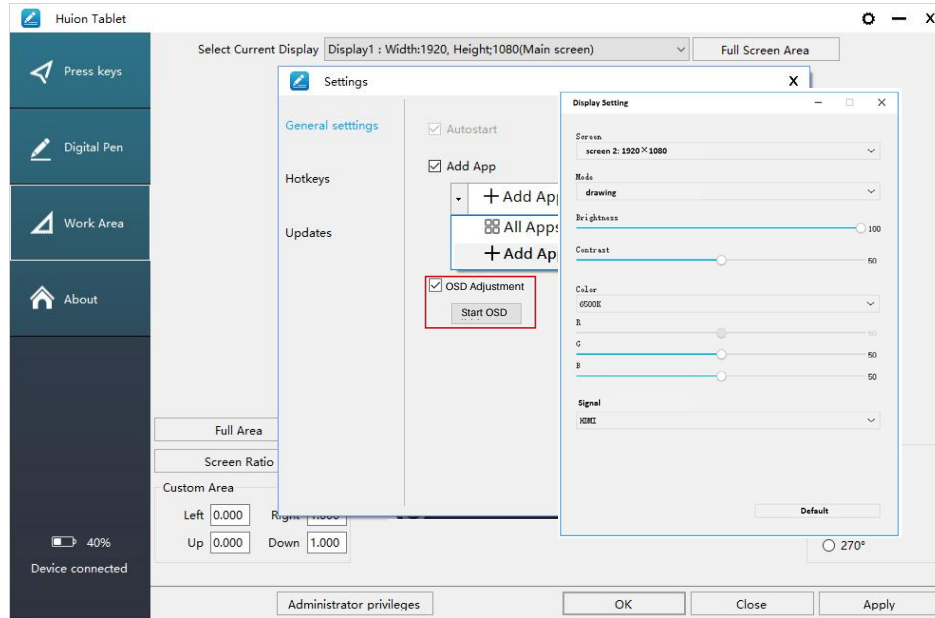 Huion Tablet
X
Press keys
Digital Pen
Work Area
About
40%
Device connected
Select Current Display
Display1 : Width:1920, Height;1080(Main screen)
Full Screen Area
Settings
X
General setttings
Hotkeys
Updates
Autostart
Add App
Add App
All Apps
Add Ap
OSD Adjustment
Start OSD
Display Setting
Screen
screen 2: 1920×1080
Mode
drawing
Brightness
100
Contrast
50
Color
6500K
R
50
G
50
B
50
Signal
Default
Full Area
Screen Ratio
Custom Area
Left 0.000
Right 1.000
Up 0.000 Down 1.000
270°
Administrator privileges
OK
Close
Apply